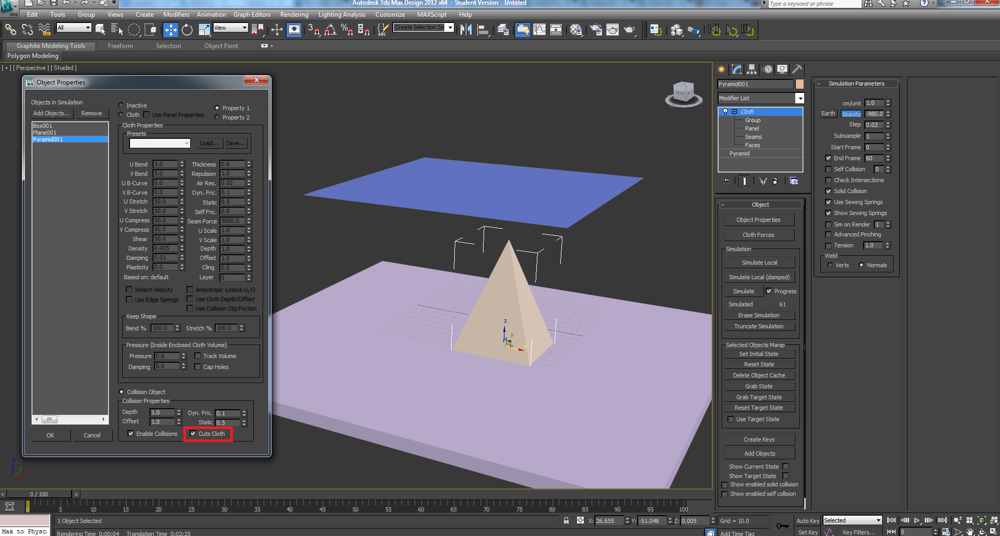 Autodesk 3ds Max Design 2012 x64 - Student Version Untitled
Type a keyword or phrase
3DS
Edit Tools Group Views Create Modifiers Animation Graph Editors Rendering Lighting Analysis Customize MAXScript Help
All
View
3
ABC
Create Selection Se
Graphite Modeling Tools Freeform Selection Object Paint
Polygon Modeling
[ + ] [ Perspective ] [ Shaded ]
Object Properties
Objects in Simulation
Add Objects... Remove
Box001
Plane001
Pyramid001
OK Cancel
Inactive
Cloth Use Panel Properties
Property 1
Property 2
Cloth Properties
Presets
Load... Save...
U Bend 5.0 Thickness 0.0
V Bend 5.0 Repulsion 1.0
U B-Curve 0.0 Air Res. 0.02
V B-Curve 0.0 Dyn. Fric. 0.1
U Stretch 50.0 Static 0.5
V Stretch 50.0 Self Fric. 0.0
U Compress 50.0 Seam Force 5000.0
V Compress 50.0 U Scale 1.0
Shear 50.0 V Scale 1.0
Density 0.005 Depth 1.0
Damping 0.01 Offset 1.0
Plasticity 0.0 Cling 0.0
Based on: default Layer 0
Inherit Velocity Anisotropic (unlock U,V)
Use Edge Springs Use Cloth Depth/Offset
Use Collision Obj Friction
Keep Shape
Bend % 100.0 Stretch % 100.0
Pressure (Inside Enclosed Cloth Volume)
Pressure 0.0 Track Volume
Damping 0.0 Cap Holes
Collision Object
Collision Properties
Depth 1.0 Dyn. Fric. 0.1
Offset 1.0 Static 0.5
Enable Collisions Cuts Cloth
FRONT
z
y
x
z
y
Pyramid001
Modifier List
Cloth
Group
Panel
Seams
Faces
Pyramid
Object
Object Properties
Cloth Forces
Simulation
Simulate Local
Simulate Local (damped)
Simulate Progress
Simulated 61
Erase Simulation
Truncate Simulation
Selected Objects Manip
Set Initial State
Reset State
Delete Object Cache
Grab State
Grab Target State
Reset Target State
Use Target State
Create Keys
Add Objects
Show Current State
Show Target State
Show enabled solid collision
Show enabled self collision
Simulation Parameters
cm/unit 1.0
Earth Gravity -980.0
Step 0.02
Subsample 1
Start Frame 0
End Frame 60
Self Collision 0
Check Intersections
Solid Collision
Use Sewing Springs
Show Sewing Springs
Sim on Render 1
Advanced Pinching
Tension 1.0
Weld
Verts Normals
< 0 / 100 >
0 5 10 15 20 25 30 35 40 45 50 55 60 65 70 75 80 85 90 95 100
1 Object Selected X: 26.655 Y: -51.048 Z: 0.005 Grid = 10.0 Auto Key Selected
Max to Physc: Rendering Time 0:00:04 Translation Time 0:02:25 Add Time Tag Set Key Key Filters... 0